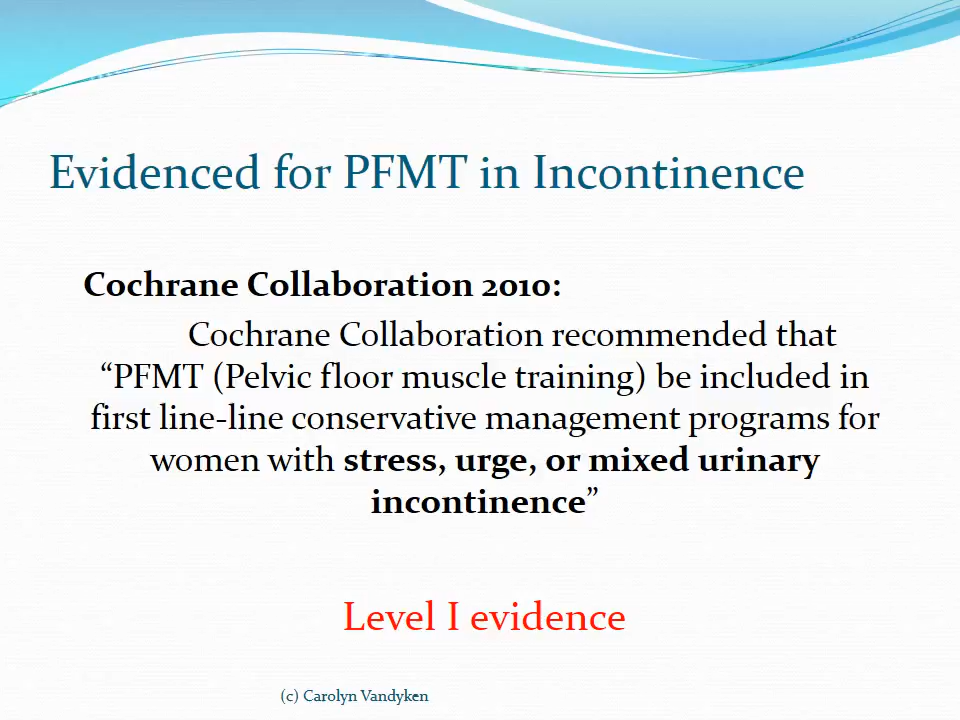 Evidenced for PFMT in Incontinence
Cochrane Collaboration 2010:
Cochrane Collaboration recommended that
“PFMT (Pelvic floor muscle training) be included in
first line-line conservative management programs for
women with stress, urge, or mixed urinary
incontinence”
Level I evidence
(c) Carolyn Vandyken